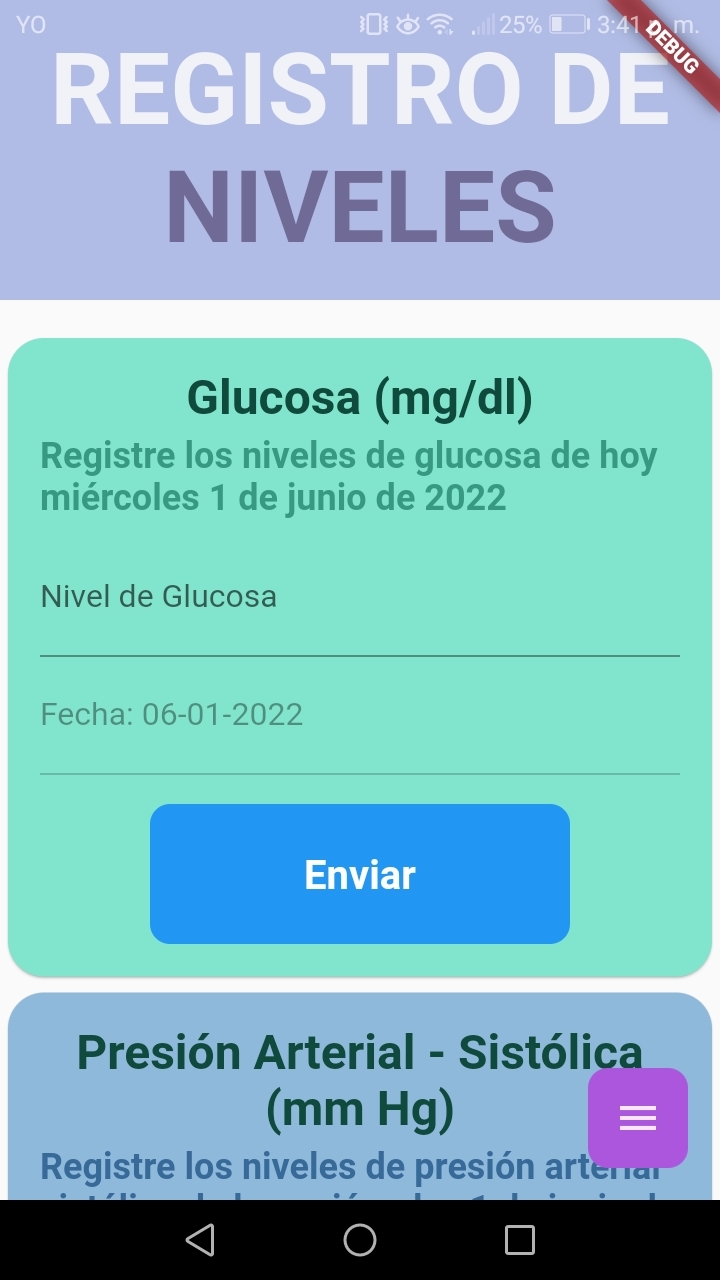 YO 25% 3:41 p. m.
DEBUG
REGISTRO DE
NIVELES
Glucosa (mg/dl)
Registre los niveles de glucosa de hoy
miércoles 1 de junio de 2022
Nivel de Glucosa
Fecha: 06-01-2022
Enviar
Presión Arterial - Sistólica
(mm Hg)
Registre los niveles de presión arterial